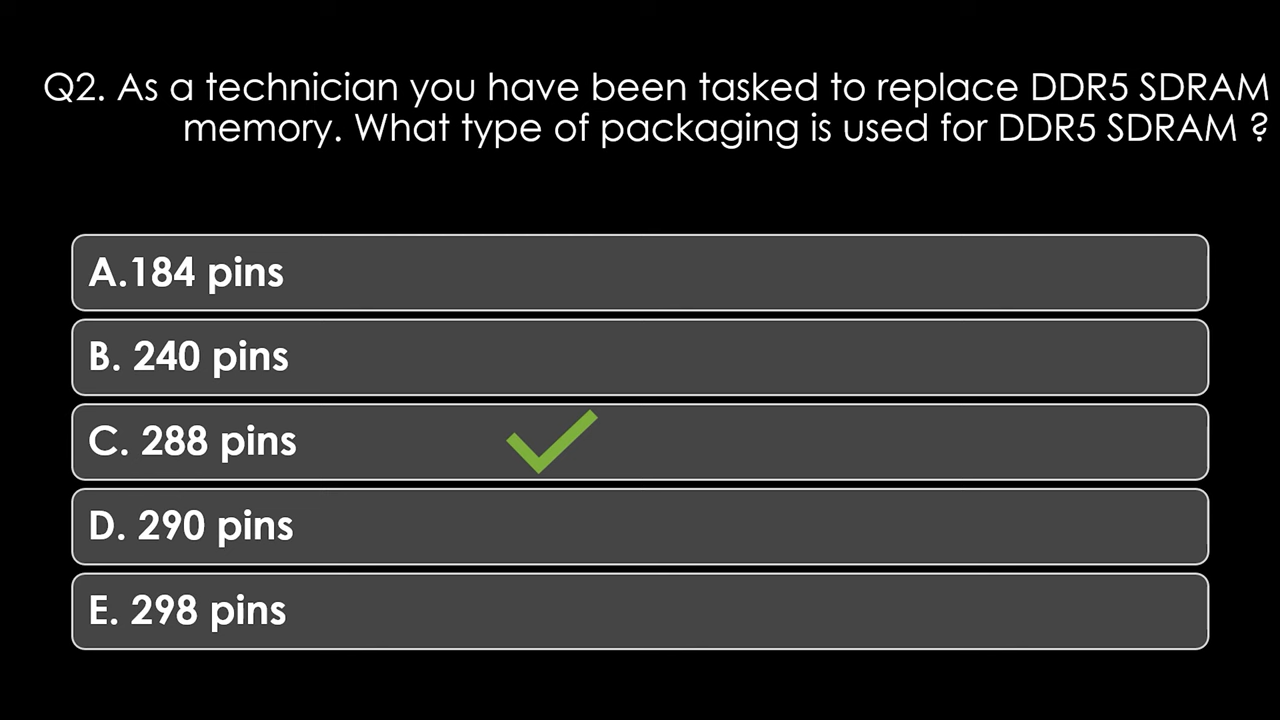 Q2. As a technician you have been tasked to replace DDR5 SDRAM
memory. What type of packaging is used for DDR5 SDRAM ?
A.184 pins
B. 240 pins
C. 288 pins
D. 290 pins
E. 298 pins